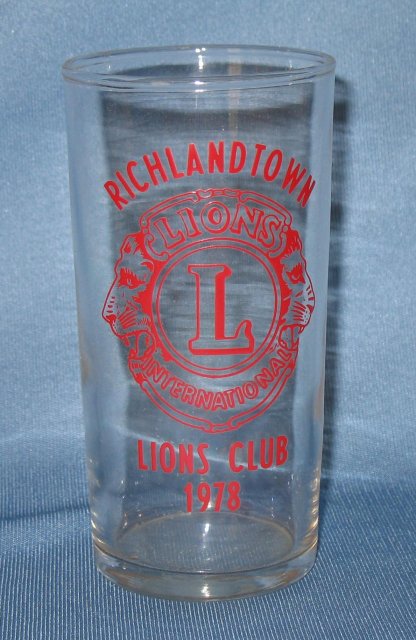 RICHLANDTOWN
LIONS
L
INTERNATIONAL
LIONS CLUB
1978